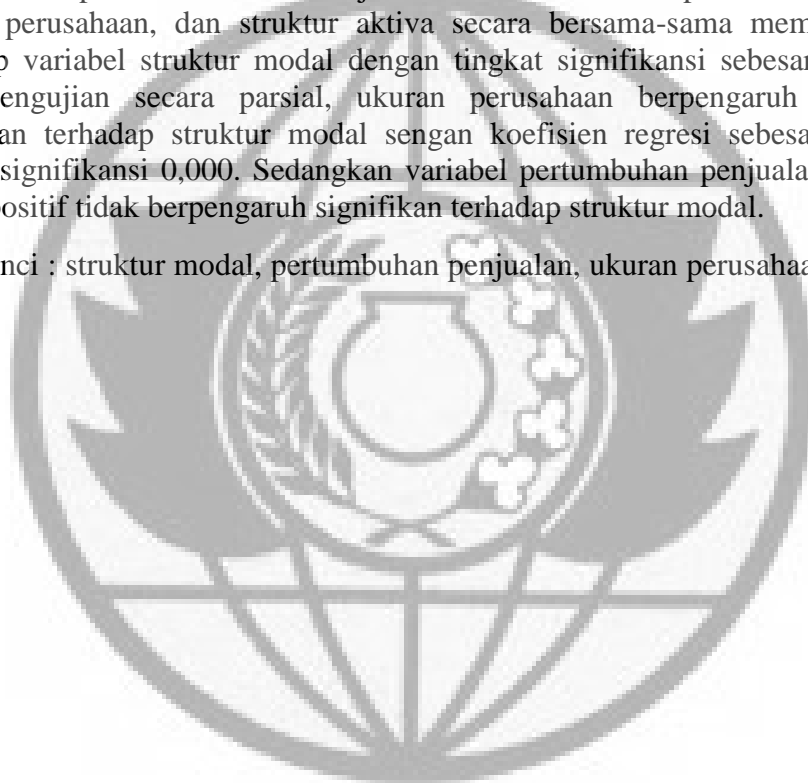 perusahaan, dan struktur aktiva secara bersama-sama mem
variabel struktur modal dengan tingkat signifikansi sebesar
engujian secara parsial, ukuran perusahaan berpengaruh
an terhadap struktur modal sengan koefisien regresi sebesa
signifikansi 0,000. Sedangkan variabel pertumbuhan penjuala
ositif tidak berpengaruh signifikan terhadap struktur modal.
nci : struktur modal, pertumbuhan penjualan, ukuran perusahaa